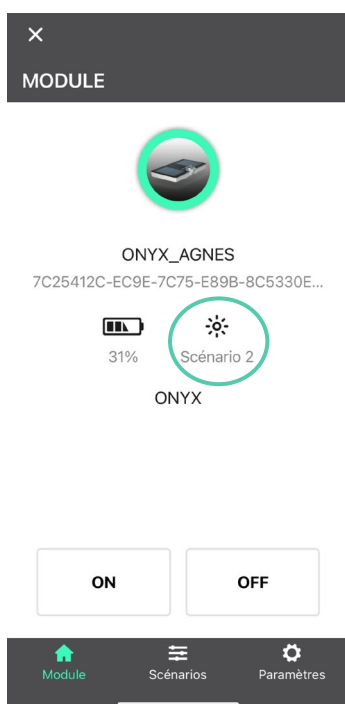 MODULE
ONYX_AGNES
7C25412C-EC9E-7C75-E89B-8C5330E...
31% Scénario 2
ONYX
ON OFF
Module Scénarios Paramètres